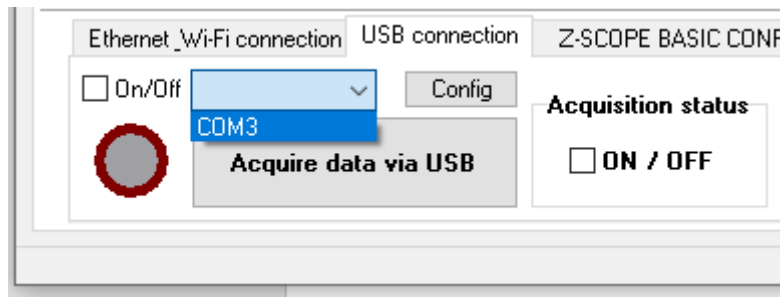 Ethernet_Wi-Fi connection
USB connection
Z-SCOPE BASIC CONF
On/Off
Config
COM3
Acquire data via USB
Acquisition status
ON / OFF